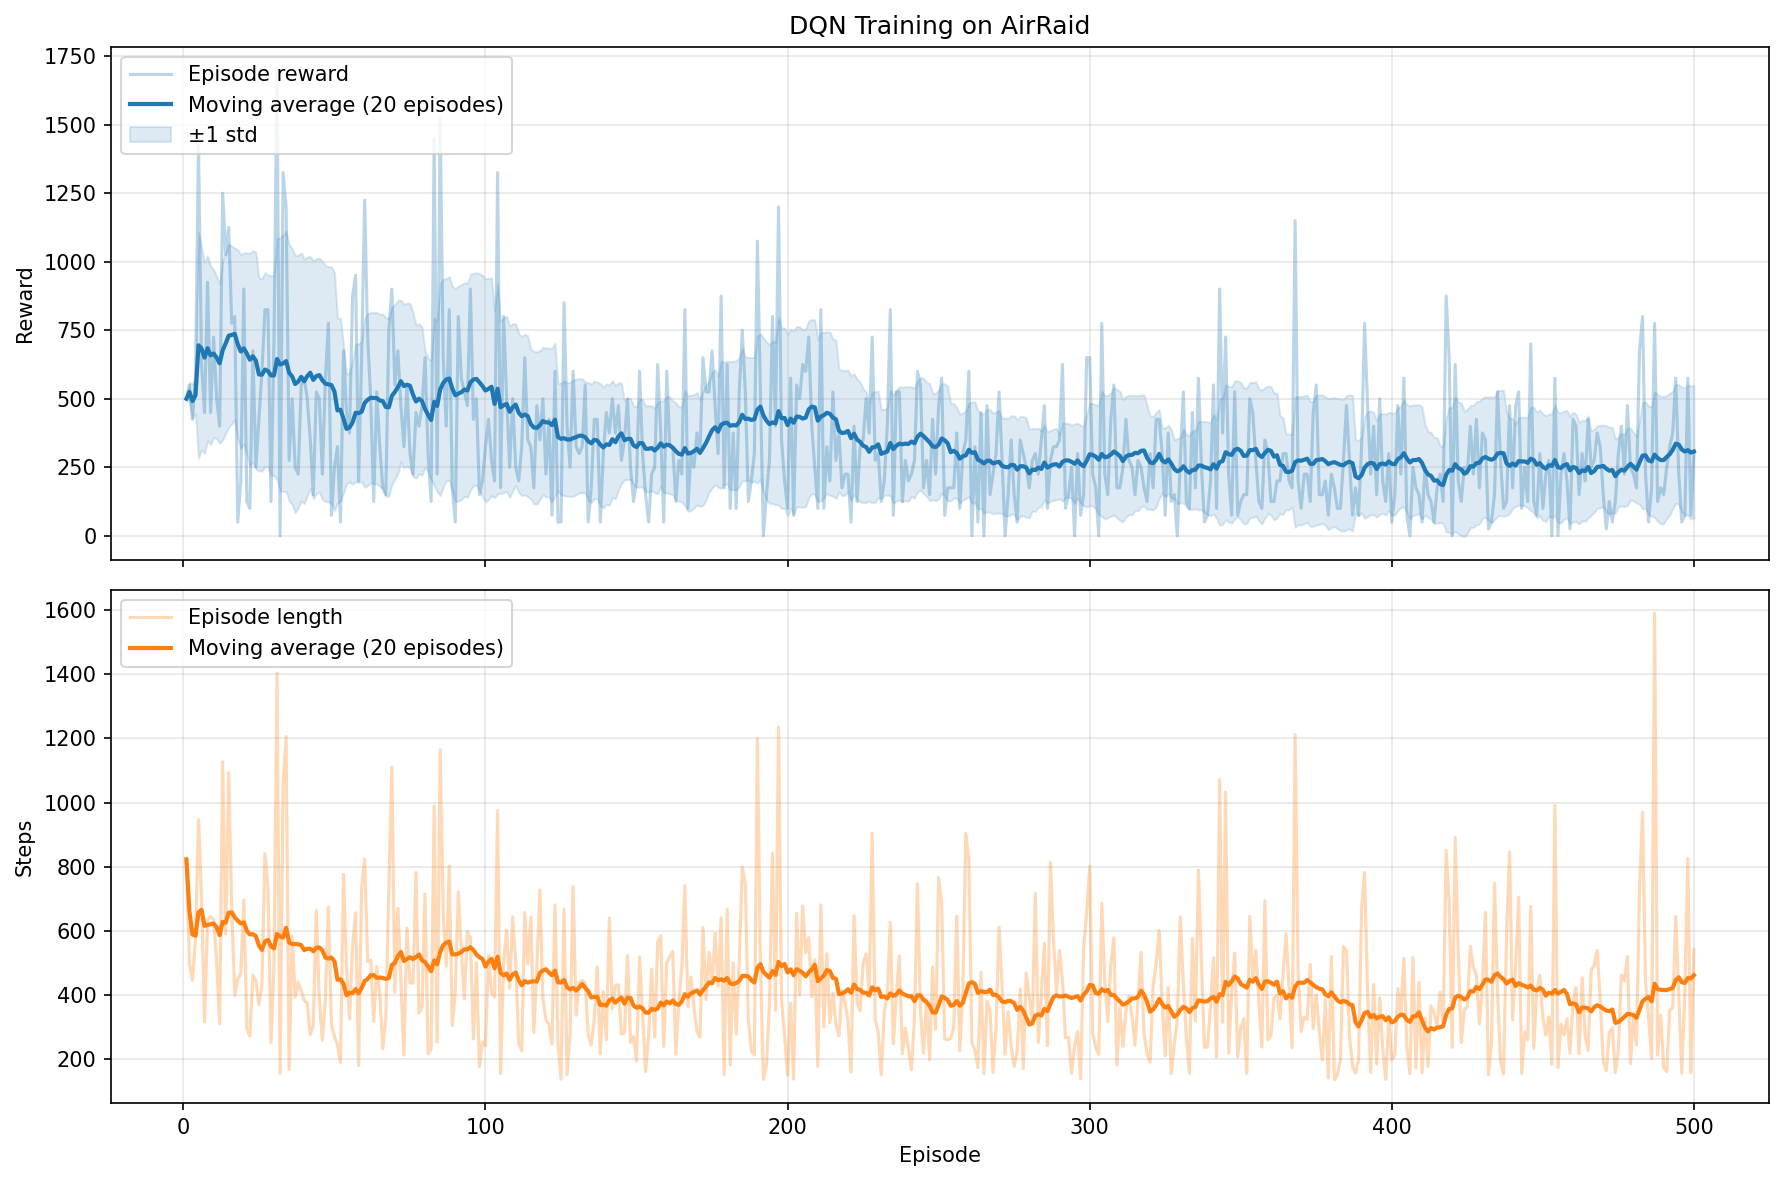 DQN Training on AirRaid
1750
1500
1250
1000
750
500
250
0
Reward
Episode reward
Moving average (20 episodes)
±1 std
1600
1400
1200
1000
800
600
400
200
Steps
Episode length
Moving average (20 episodes)
0 100 200 300 400 500
Episode